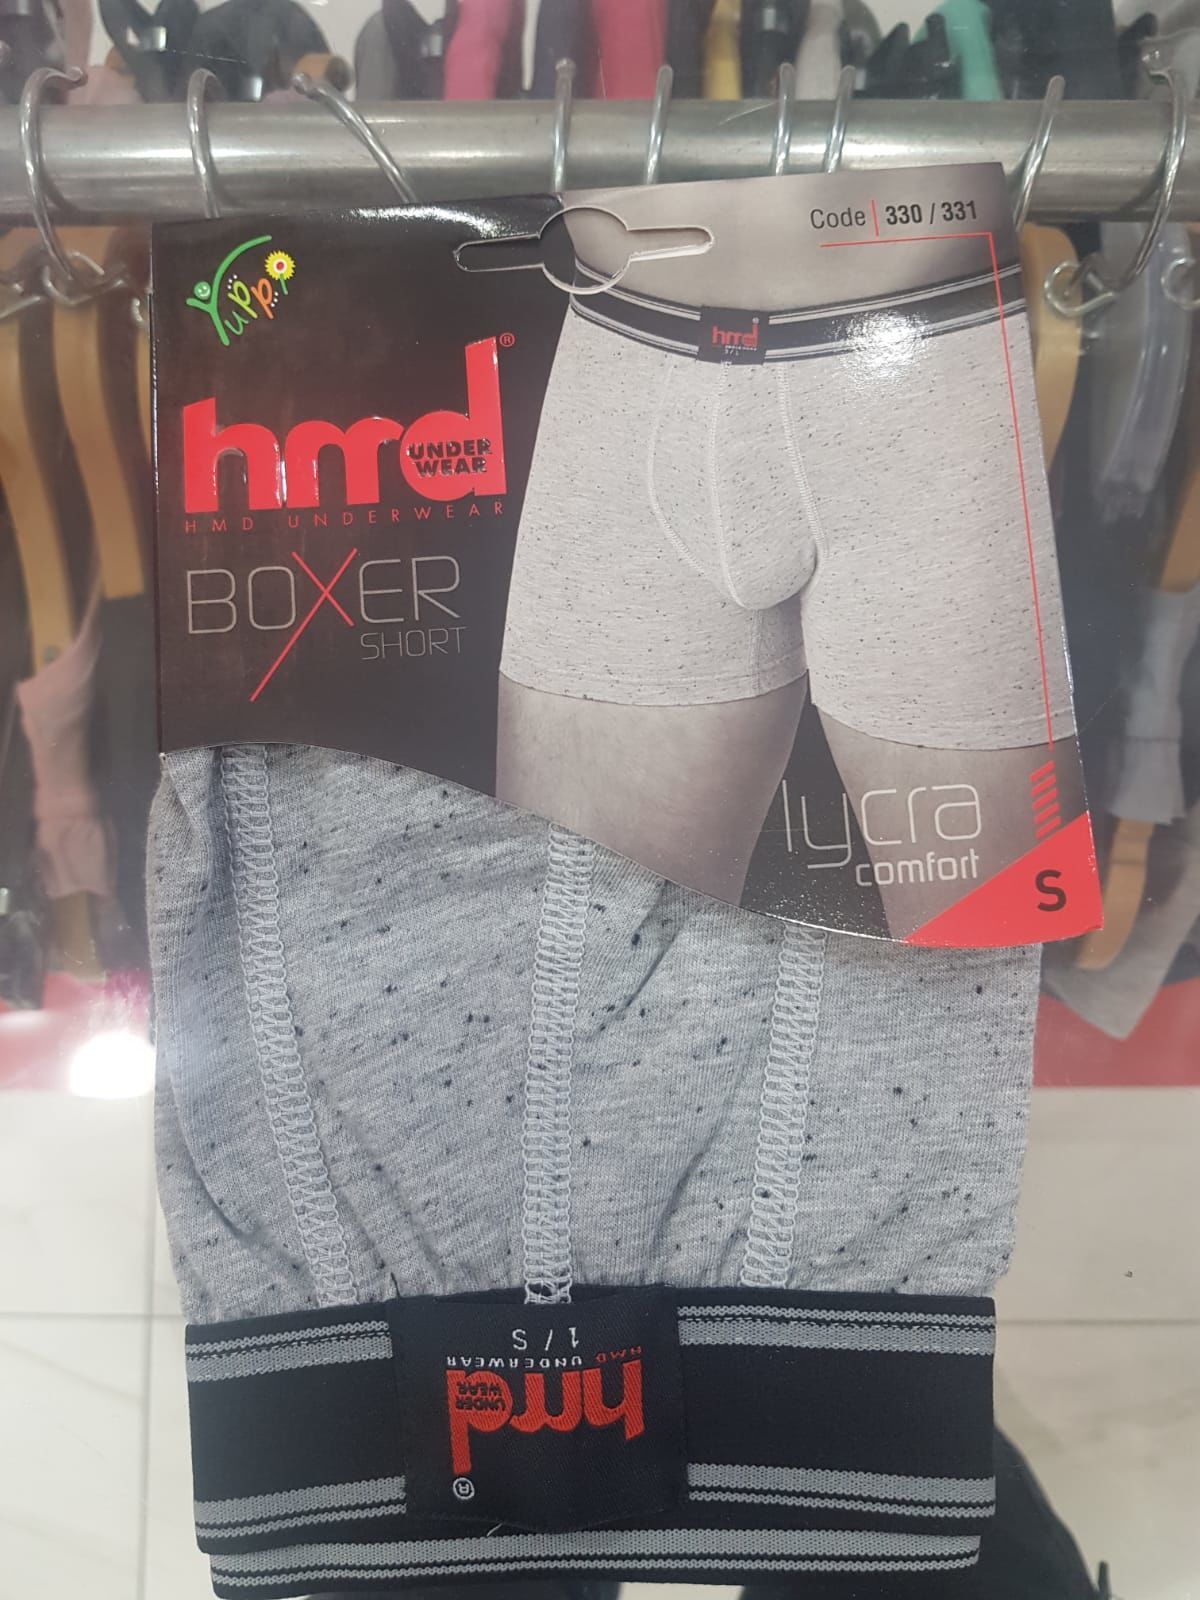 Code | 330 / 331
Yuppi
hmd®
UNDER
WEAR
HMD UNDERWEAR
BOXER
SHORT
hmd®
lycra
comfort
S
1 / S
HMD UNDERWEAR
hmd®
UNDER
WEAR